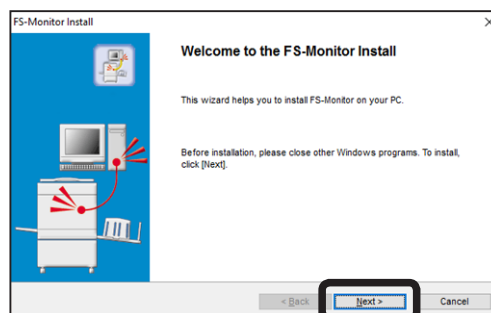 FS-Monitor Install
Welcome to the FS-Monitor Install
This wizard helps you to install FS-Monitor on your PC.
Before installation, please close other Windows programs. To install,
click [Next].
< Back
Next >
Cancel